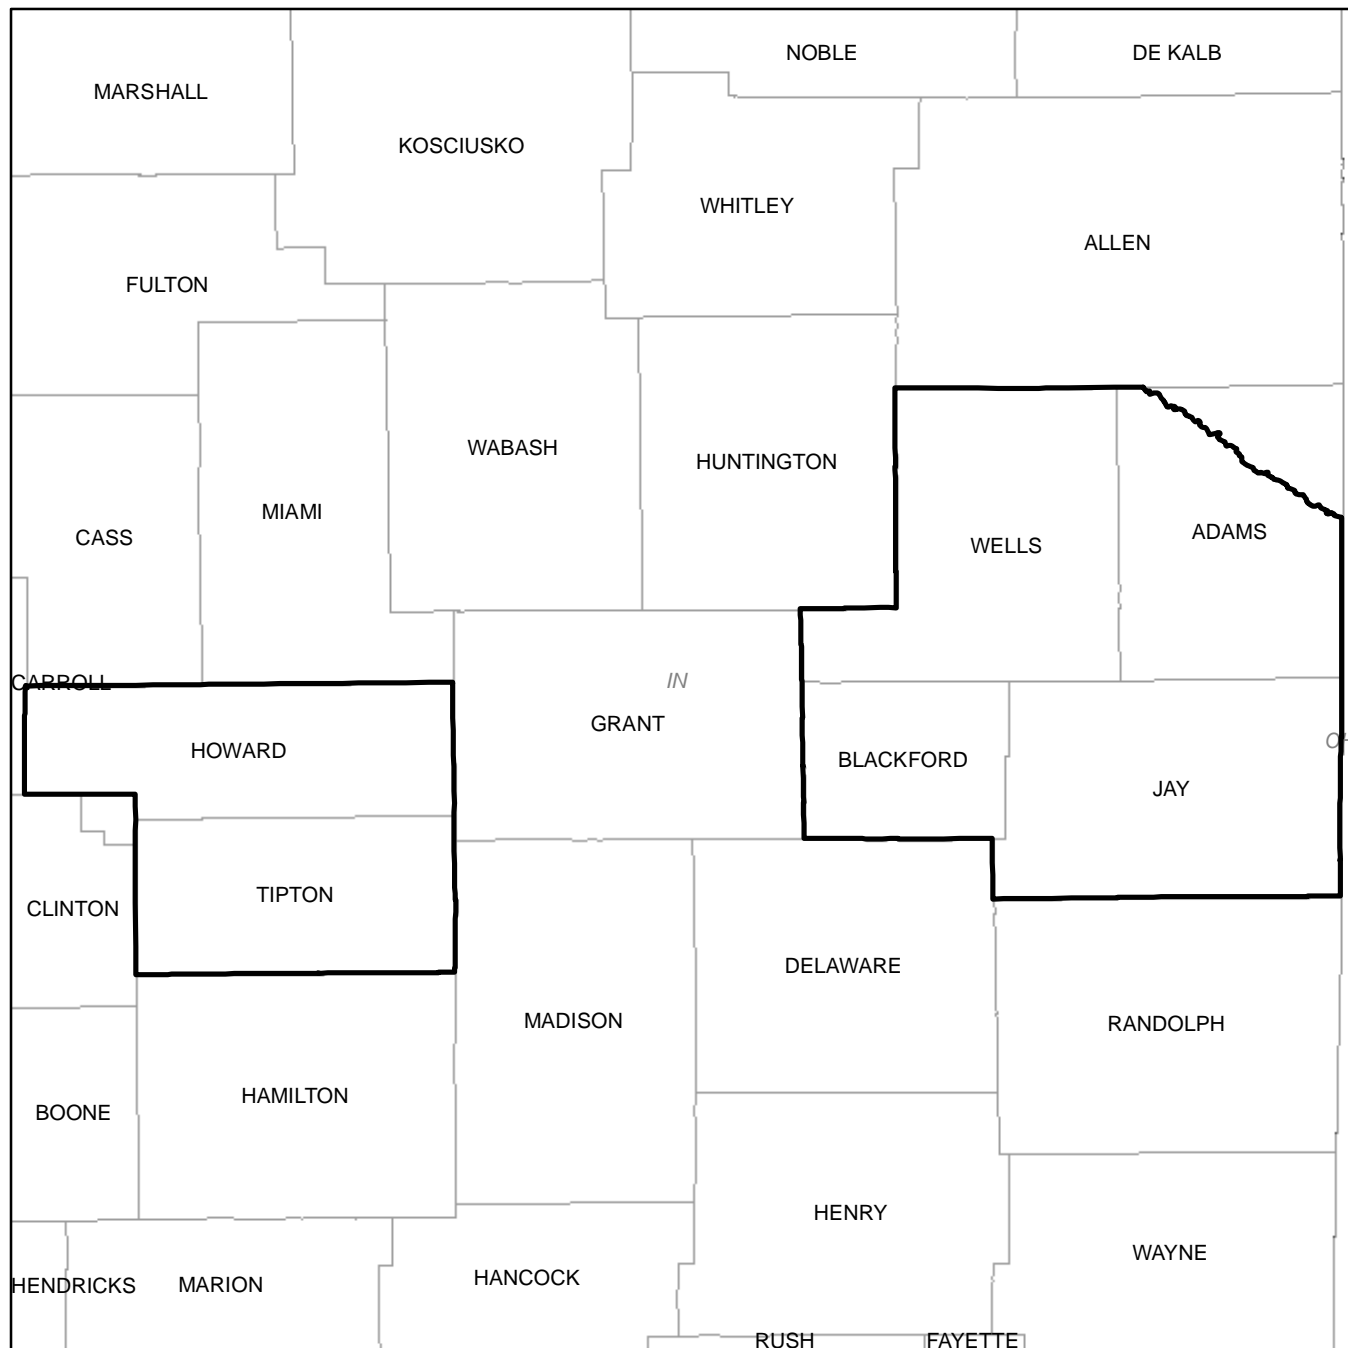 NOBLE
DE KALB
MARSHALL
KOSCIUSKO
WHITLEY
ALLEN
FULTON
WABASH
HUNTINGTON
MIAMI
CASS
WELLS
ADAMS
CARROLL
IN
GRANT
HOWARD
BLACKFORD
OH
JAY
TIPTON
CLINTON
DELAWARE
MADISON
RANDOLPH
HAMILTON
BOONE
HENRY
WAYNE
HENDRICKS
MARION
HANCOCK
RUSH
FAYETTE